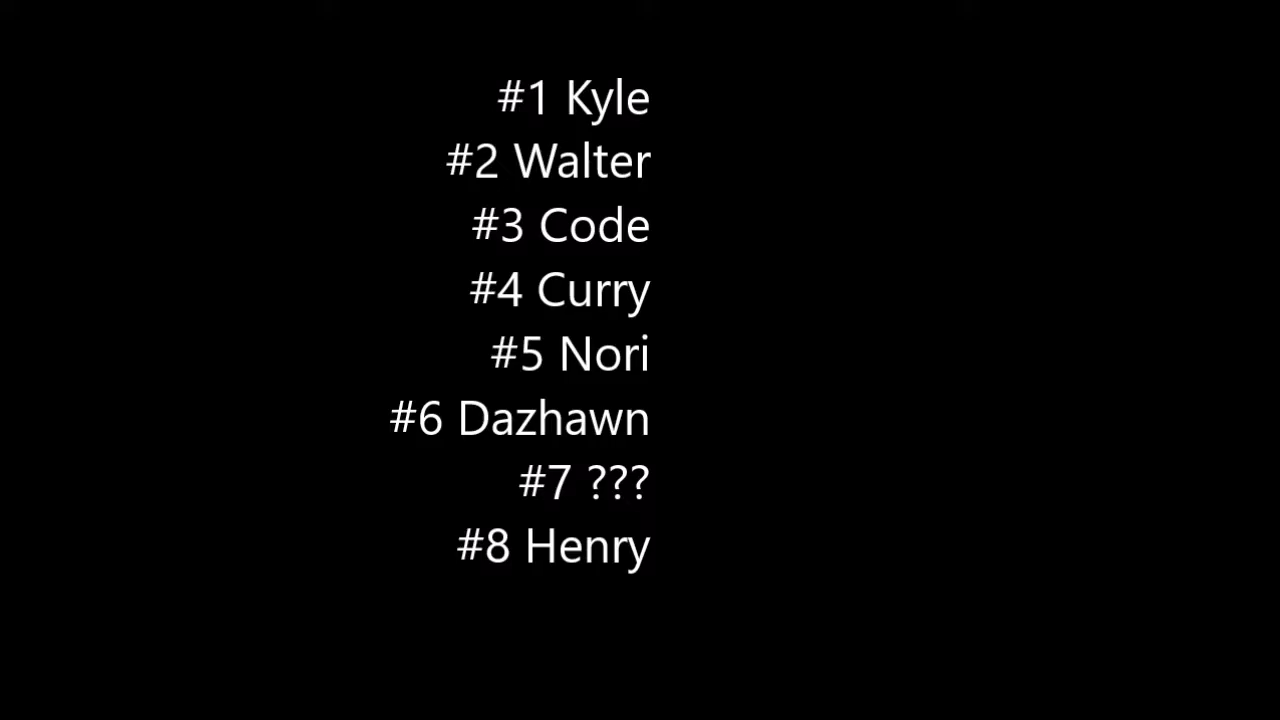 #1 Kyle
#2 Walter
#3 Code
#4 Curry
#5 Nori
#6 Dazhawn
#7 ???
#8 Henry